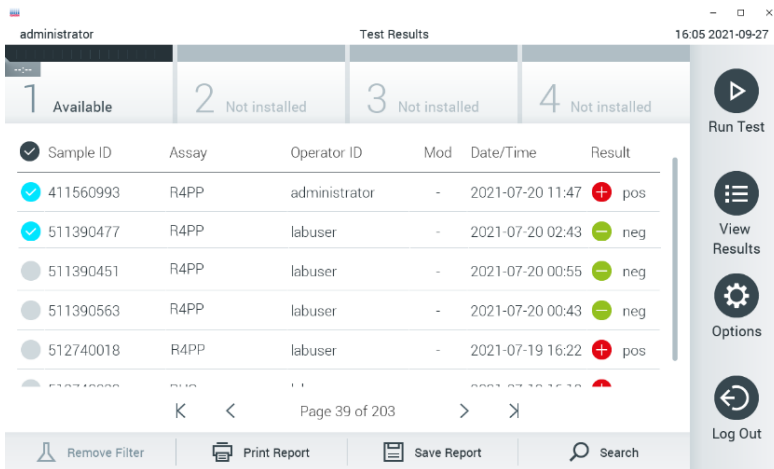 administrator Test Results 16:05 2021-09-27
--:--
1 Available 2 Not installed 3 Not installed 4 Not installed
Run Test
Sample ID Assay Operator ID Mod Date/Time Result
411560993 R4PP administrator - 2021-07-20 11:47 pos
511390477 R4PP labuser - 2021-07-20 02:43 neg
View
Results
511390451 R4PP labuser - 2021-07-20 00:55 neg
511390563 R4PP labuser - 2021-07-20 00:43 neg
Options
512740018 R4PP labuser - 2021-07-19 16:22 pos
Page 39 of 203
Log Out
Remove Filter Print Report Save Report Search